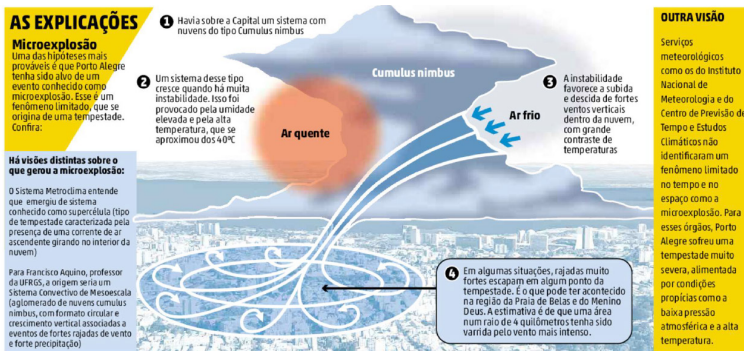 AS EXPLICAÇÕES
Microexplosão
Uma das hipóteses mais
prováveis é que Porto Alegre
tenha sido alvo de um
evento conhecido como
microexplosão. Esse é um
fenômeno limitado, que se
origina de uma tempestade.
Confira:
Há visões distintas sobre o
que gerou a microexplosão:
O Sistema Metroclima entende
que emergiu de sistema
conhecido como supercélula (tipo
de tempestade caracterizada pela
presença de uma corrente de ar
ascendente girando no interior da
nuvem)
Para Francisco Aquino, professor
da UFRGS, a origem seria um
Sistema Convectivo de Mesoescala
(aglomerado de nuvens cumulus
nimbus, com formato circular e
crescimento vertical associadas a
eventos de fortes rajadas de vento
e forte precipitação)
1 Havia sobre a Capital um sistema com
nuvens do tipo Cumulus nimbus
2 Um sistema desse tipo
cresce quando há muita
instabilidade. Isso foi
provocado pela umidade
elevada e pela alta
temperatura, que se
aproximou dos 40ºC
Cumulus nimbus
Ar quente
Ar frio
3 A instabilidade
favorece a subida
e descida de fortes
ventos verticais
dentro da nuvem,
com grande
contraste de
temperaturas
4 Em algumas situações, rajadas muito
fortes escapam em algum ponto da
tempestade. É o que pode ter acontecido
na região da Praia de Belas e do Menino
Deus. A estimativa é de que uma área
num raio de 4 quilômetros tenha sido
varrida pelo vento mais intenso.
OUTRA VISÃO
Serviços
meteorológicos
como os do Instituto
Nacional de
Meteorologia e do
Centro de Previsão de
Tempo e Estudos
Climáticos não
identificaram um
fenômeno limitado
no tempo e no
espaço como a
microexplosão. Para
esses órgãos, Porto
Alegre sofreu uma
tempestade muito
severa, alimentada
por condições
propícias como a
baixa pressão
atmosférica e a alta
temperatura.